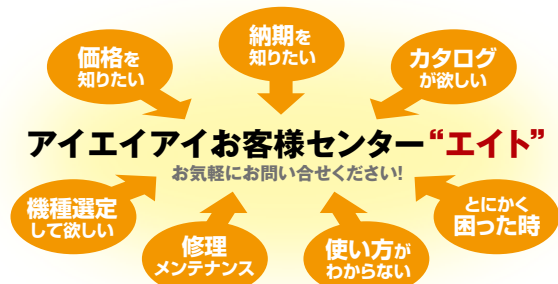 価格を
知りたい
納期を
知りたい
カタログ
が欲しい
アイエイアイお客様センター“エイト”
お気軽にお問い合せください!
機種選定
して欲しい
修理
メンテナンス
使い方が
わからない
とにかく
困った時